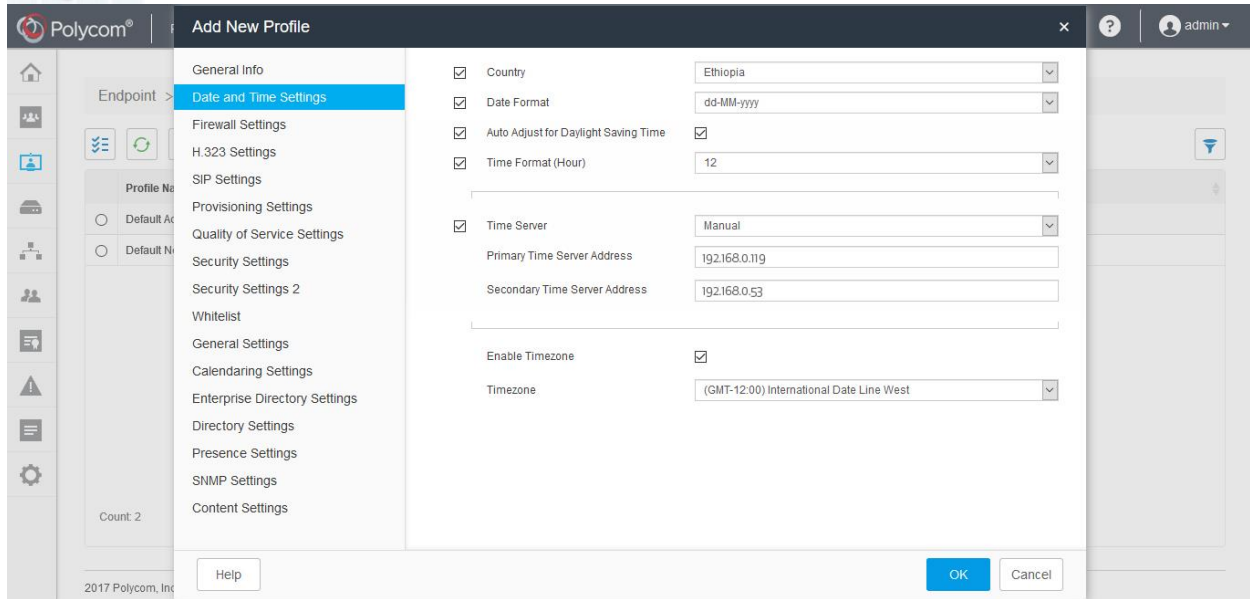 Polycom®
Add New Profile
admin
Endpoint >
Profile Na
Default Ac
Default N
Count: 2
2017 Polycom, Inc
General Info
Date and Time Settings
Firewall Settings
H.323 Settings
SIP Settings
Provisioning Settings
Quality of Service Settings
Security Settings
Security Settings 2
Whitelist
General Settings
Calendaring Settings
Enterprise Directory Settings
Directory Settings
Presence Settings
SNMP Settings
Content Settings
Country Ethiopia
Date Format dd-MM-yyyy
Auto Adjust for Daylight Saving Time
Time Format (Hour) 12
Time Server Manual
Primary Time Server Address 192.168.0.119
Secondary Time Server Address 192.168.0.53
Enable Timezone
Timezone (GMT-12:00) International Date Line West
Help
OK
Cancel